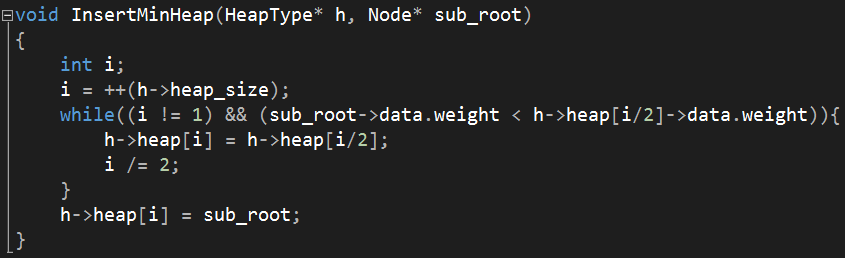 void InsertMinHeap(HeapType* h, Node* sub_root)
{
    int i;
    i = ++(h->heap_size);
    while((i != 1) && (sub_root->data.weight < h->heap[i/2]->data.weight)){
        h->heap[i] = h->heap[i/2];
        i /= 2;
    }
    h->heap[i] = sub_root;
}